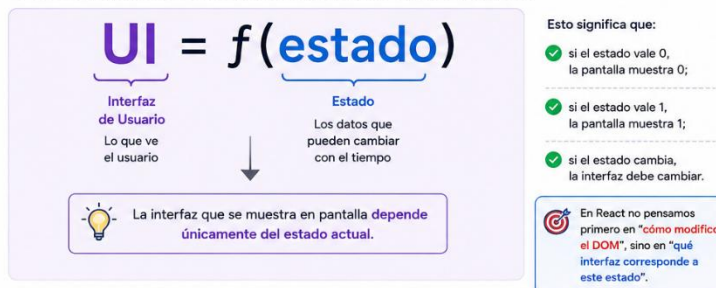 UI = f(estado)
Interfaz
de Usuario
Lo que ve
el usuario
Estado
Los datos que
pueden cambiar
con el tiempo
La interfaz que se muestra en pantalla depende
únicamente del estado actual.
Esto significa que:
si el estado vale 0,
la pantalla muestra 0;
si el estado vale 1,
la pantalla muestra 1;
si el estado cambia,
la interfaz debe cambiar.
En React no pensamos
primero en "cómo modifico
el DOM", sino en "qué
interfaz corresponde a
este estado".